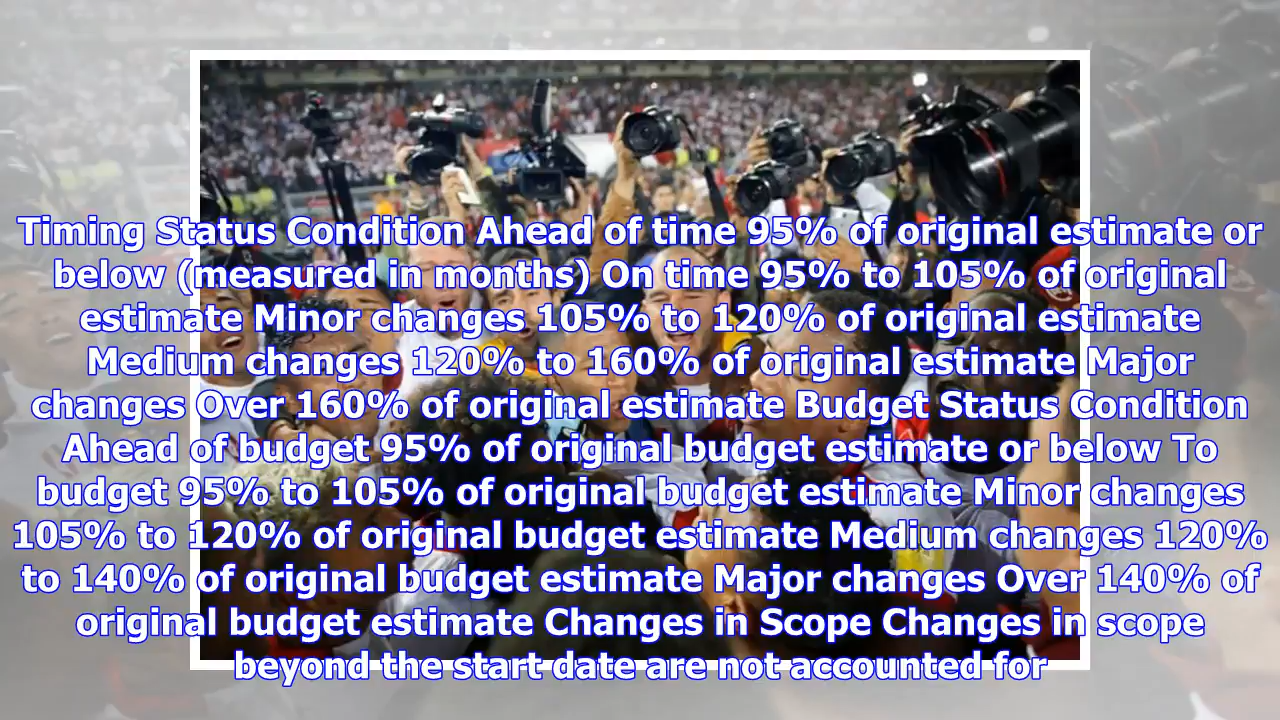 Timing Status Condition Ahead of time 95% of original estimate or
below (measured in months) On time 95% to 105% of original
estimate Minor changes 105% to 120% of original estimate
Medium changes 120% to 160% of original estimate Major
changes Over 160% of original estimate Budget Status Condition
Ahead of budget 95% of original budget estimate or below To
budget 95% to 105% of original budget estimate Minor changes
105% to 120% of original budget estimate Medium changes 120%
to 140% of original budget estimate Major changes Over 140% of
original budget estimate Changes in Scope Changes in scope
beyond the start date are not accounted for